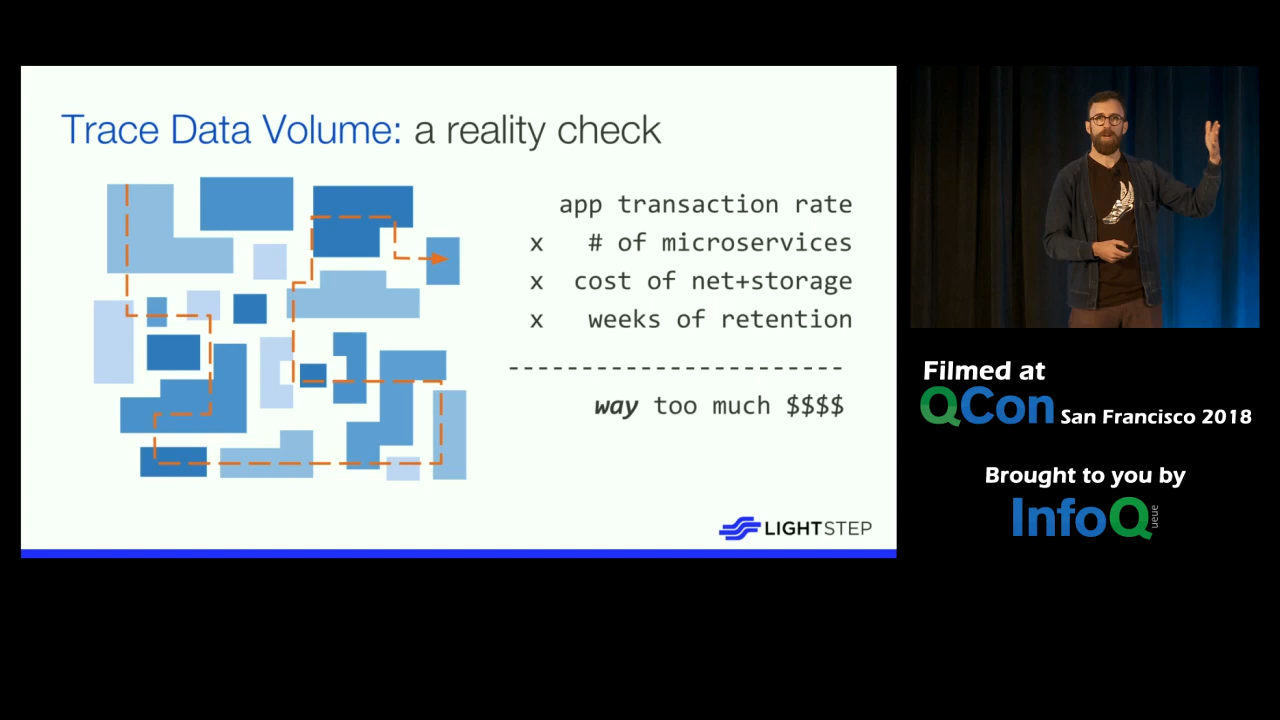 Trace Data Volume: a reality check
app transaction rate
x # of microservices
x cost of net+storage
x weeks of retention
-----------------------
way too much $$$$
LIGHTSTEP
Filmed at
QCon San Francisco 2018
Brought to you by
InfoQ
ueue